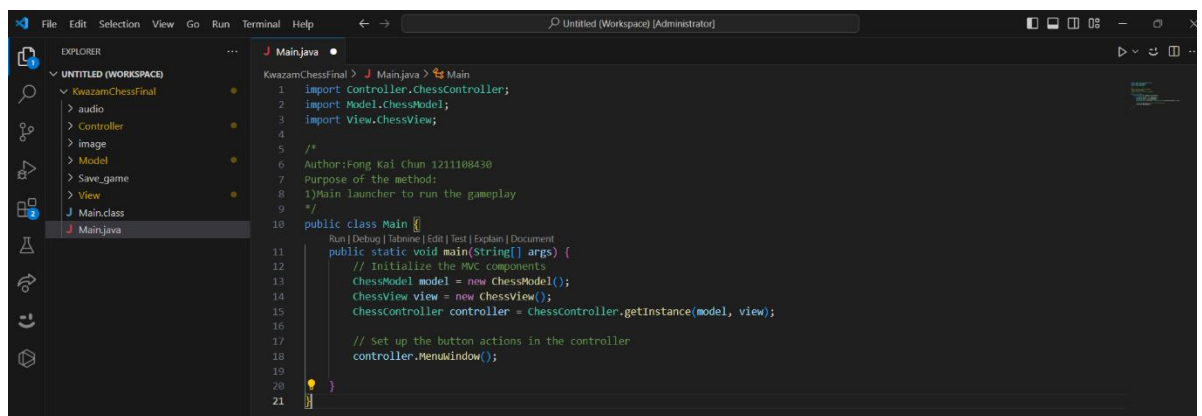 File Edit Selection View Go Run Terminal Help
Untitled (Workspace) [Administrator]
EXPLORER
UNTITLED (WORKSPACE)
KwazamChessFinal
audio
Controller
image
Model
Save_game
View
J Main.class
J Main.java
2
J Main.java
KwazamChessFinal > J Main.java > Main
1 import Controller.ChessController;
2 import Model.ChessModel;
3 import View.ChessView;
4
5 /*
6 Author:Fong Kai Chun 1211108430
7 Purpose of the method:
8 1)Main launcher to run the gameplay
9 */
10 public class Main {
Run | Debug | Tabnine | Edit | Test | Explain | Document
11 public static void main(String[] args) {
12 // Initialize the MVC components
13 ChessModel model = new ChessModel();
14 ChessView view = new ChessView();
15 ChessController controller = ChessController.getInstance(model, view);
16
17 // Set up the button actions in the controller
18 controller.MenuWindow();
19
20 }
21 }